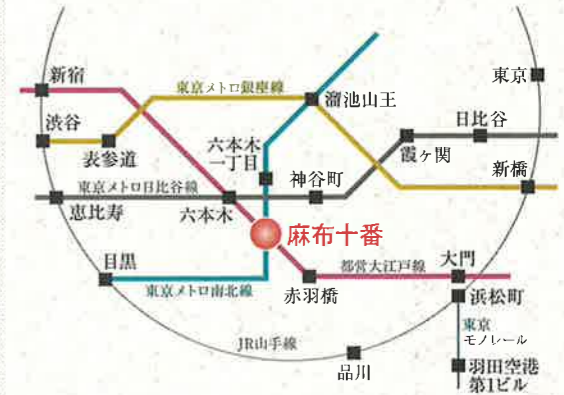 新宿
東京メトロ銀座線
溜池山王
東京
渋谷
表参道
六本木
一丁目
霞ヶ関
日比谷
東京メトロ日比谷線
神谷町
新橋
恵比寿
六本木
麻布十番
目黒
東京メトロ南北線
赤羽橋
都営大江戸線
大門
浜松町
東京
モノレール
JR山手線
品川
羽田空港
第1ビル